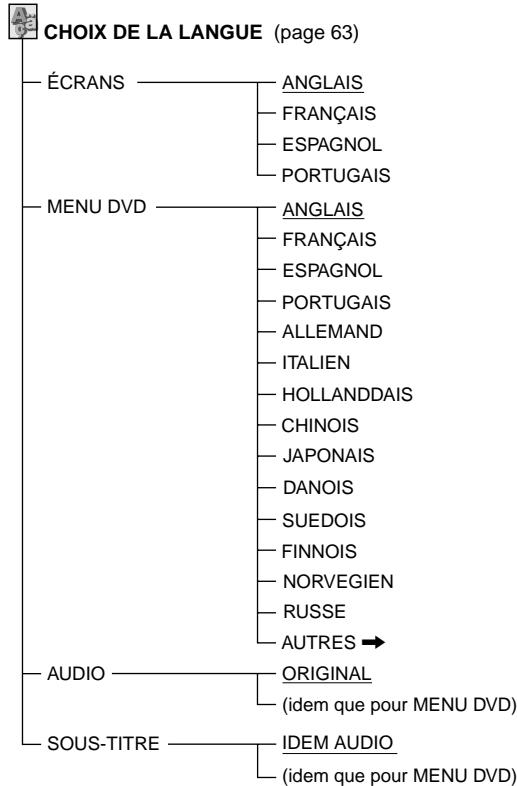 CHOIX DE LA LANGUE (page 63)
ÉCRANS ANGLAIS
FRANÇAIS
ESPAGNOL
PORTUGAIS
MENU DVD ANGLAIS
FRANÇAIS
ESPAGNOL
PORTUGAIS
ALLEMAND
ITALIEN
HOLLANDDAIS
CHINOIS
JAPONAIS
DANOIS
SUEDOIS
FINNOIS
NORVEGIEN
RUSSE
AUTRES ➡
AUDIO ORIGINAL
(idem que pour MENU DVD)
SOUS-TITRE IDEM AUDIO
(idem que pour MENU DVD)